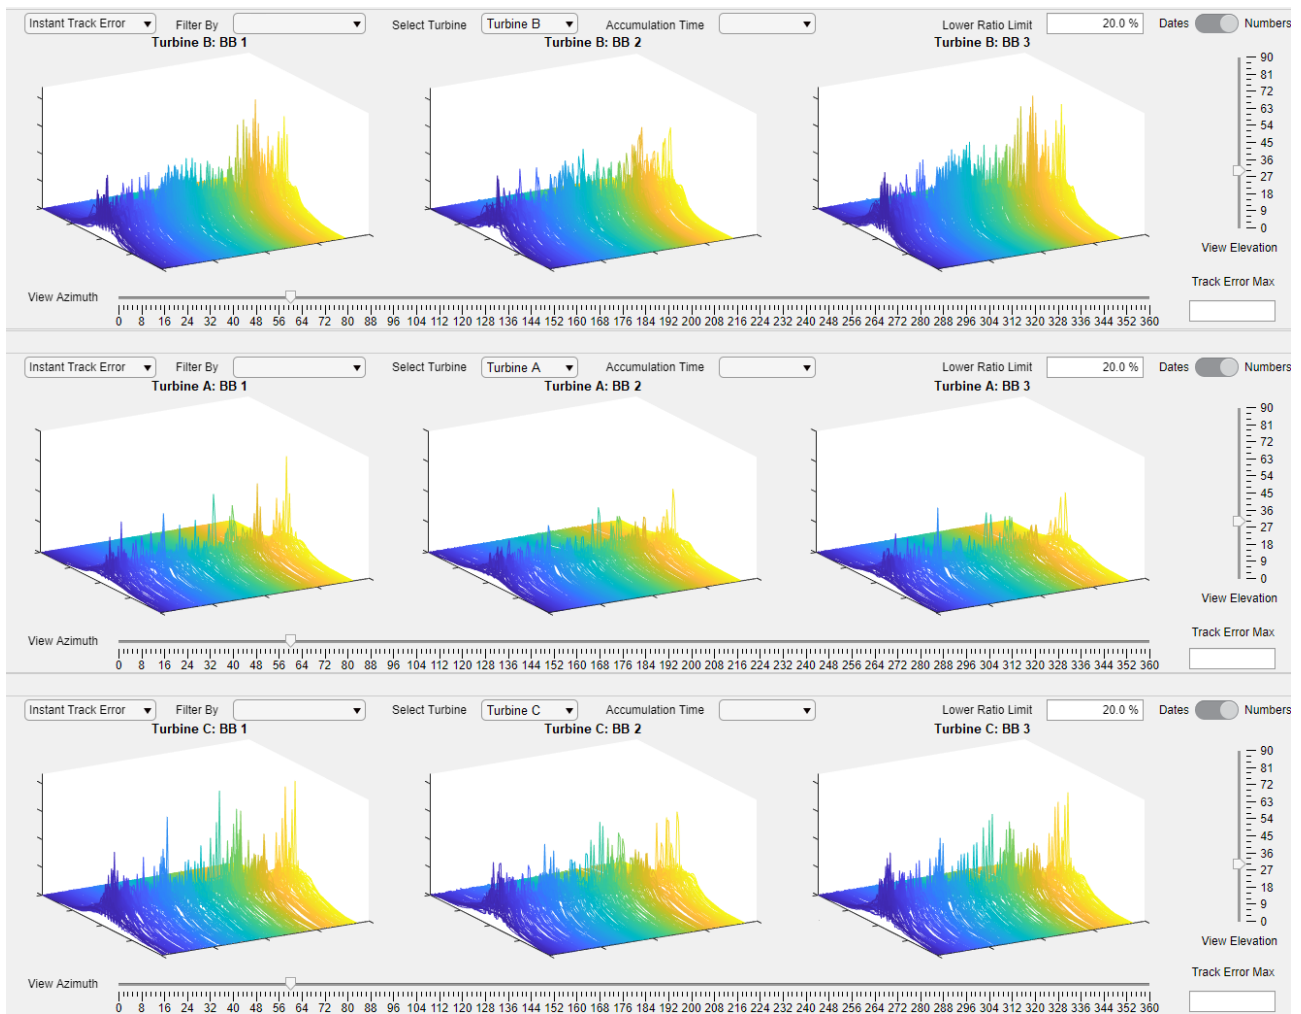 Instant Track Error Filter By Select Turbine Turbine B Accumulation Time Lower Ratio Limit 20.0 % Dates Numbers
Turbine B: BB 1 Turbine B: BB 2 Turbine B: BB 3
90
81
72
63
54
45
36
27
18
9
0
View Elevation
Track Error Max
View Azimuth
0 8 16 24 32 40 48 56 64 72 80 88 96 104 112 120 128 136 144 152 160 168 176 184 192 200 208 216 224 232 240 248 256 264 272 280 288 296 304 312 320 328 336 344 352 360
Instant Track Error Filter By Select Turbine Turbine A Accumulation Time Lower Ratio Limit 20.0 % Dates Numbers
Turbine A: BB 1 Turbine A: BB 2 Turbine A: BB 3
90
81
72
63
54
45
36
27
18
9
0
View Elevation
Track Error Max
View Azimuth
0 8 16 24 32 40 48 56 64 72 80 88 96 104 112 120 128 136 144 152 160 168 176 184 192 200 208 216 224 232 240 248 256 264 272 280 288 296 304 312 320 328 336 344 352 360
Instant Track Error Filter By Select Turbine Turbine C Accumulation Time Lower Ratio Limit 20.0 % Dates Numbers
Turbine C: BB 1 Turbine C: BB 2 Turbine C: BB 3
90
81
72
63
54
45
36
27
18
9
0
View Elevation
Track Error Max
View Azimuth
0 8 16 24 32 40 48 56 64 72 80 88 96 104 112 120 128 136 144 152 160 168 176 184 192 200 208 216 224 232 240 248 256 264 272 280 288 296 304 312 320 328 336 344 352 360